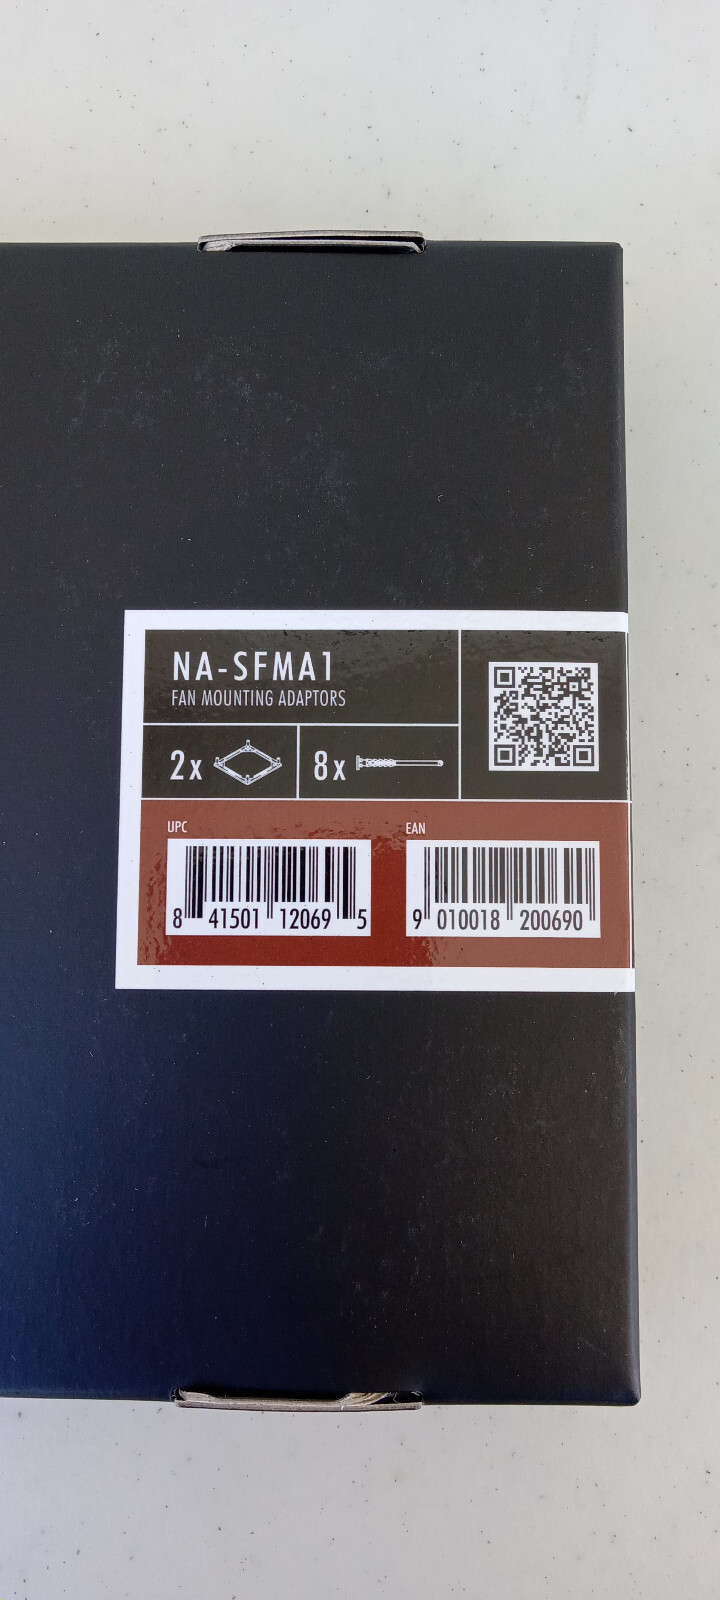 NA-SFMA1
FAN MOUNTING ADAPTORS
2x
8x
UPC
EAN
8 41501 12069 5
9 010018 200690